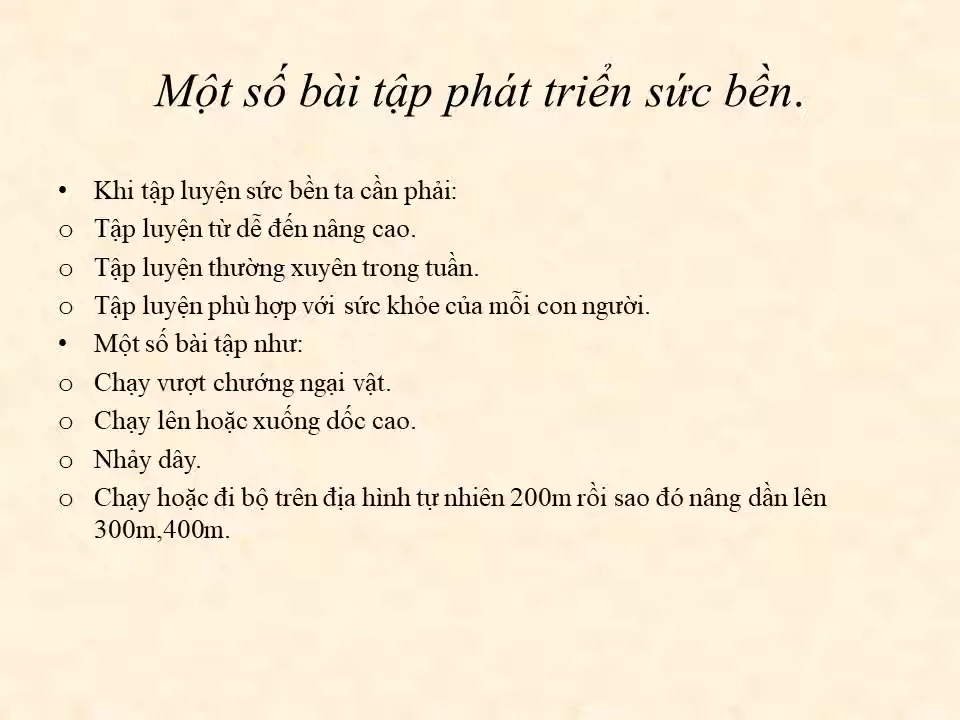 Một số bài tập phát triển sức bền.
• Khi tập luyện sức bền ta cần phải:
o Tập luyện từ dễ đến nâng cao.
o Tập luyện thường xuyên trong tuần.
o Tập luyện phù hợp với sức khỏe của mỗi con người.
• Một số bài tập như:
o Chạy vượt chướng ngại vật.
o Chạy lên hoặc xuống dốc cao.
o Nhảy dây.
o Chạy hoặc đi bộ trên địa hình tự nhiên 200m rồi sao đó nâng dần lên
300m,400m.